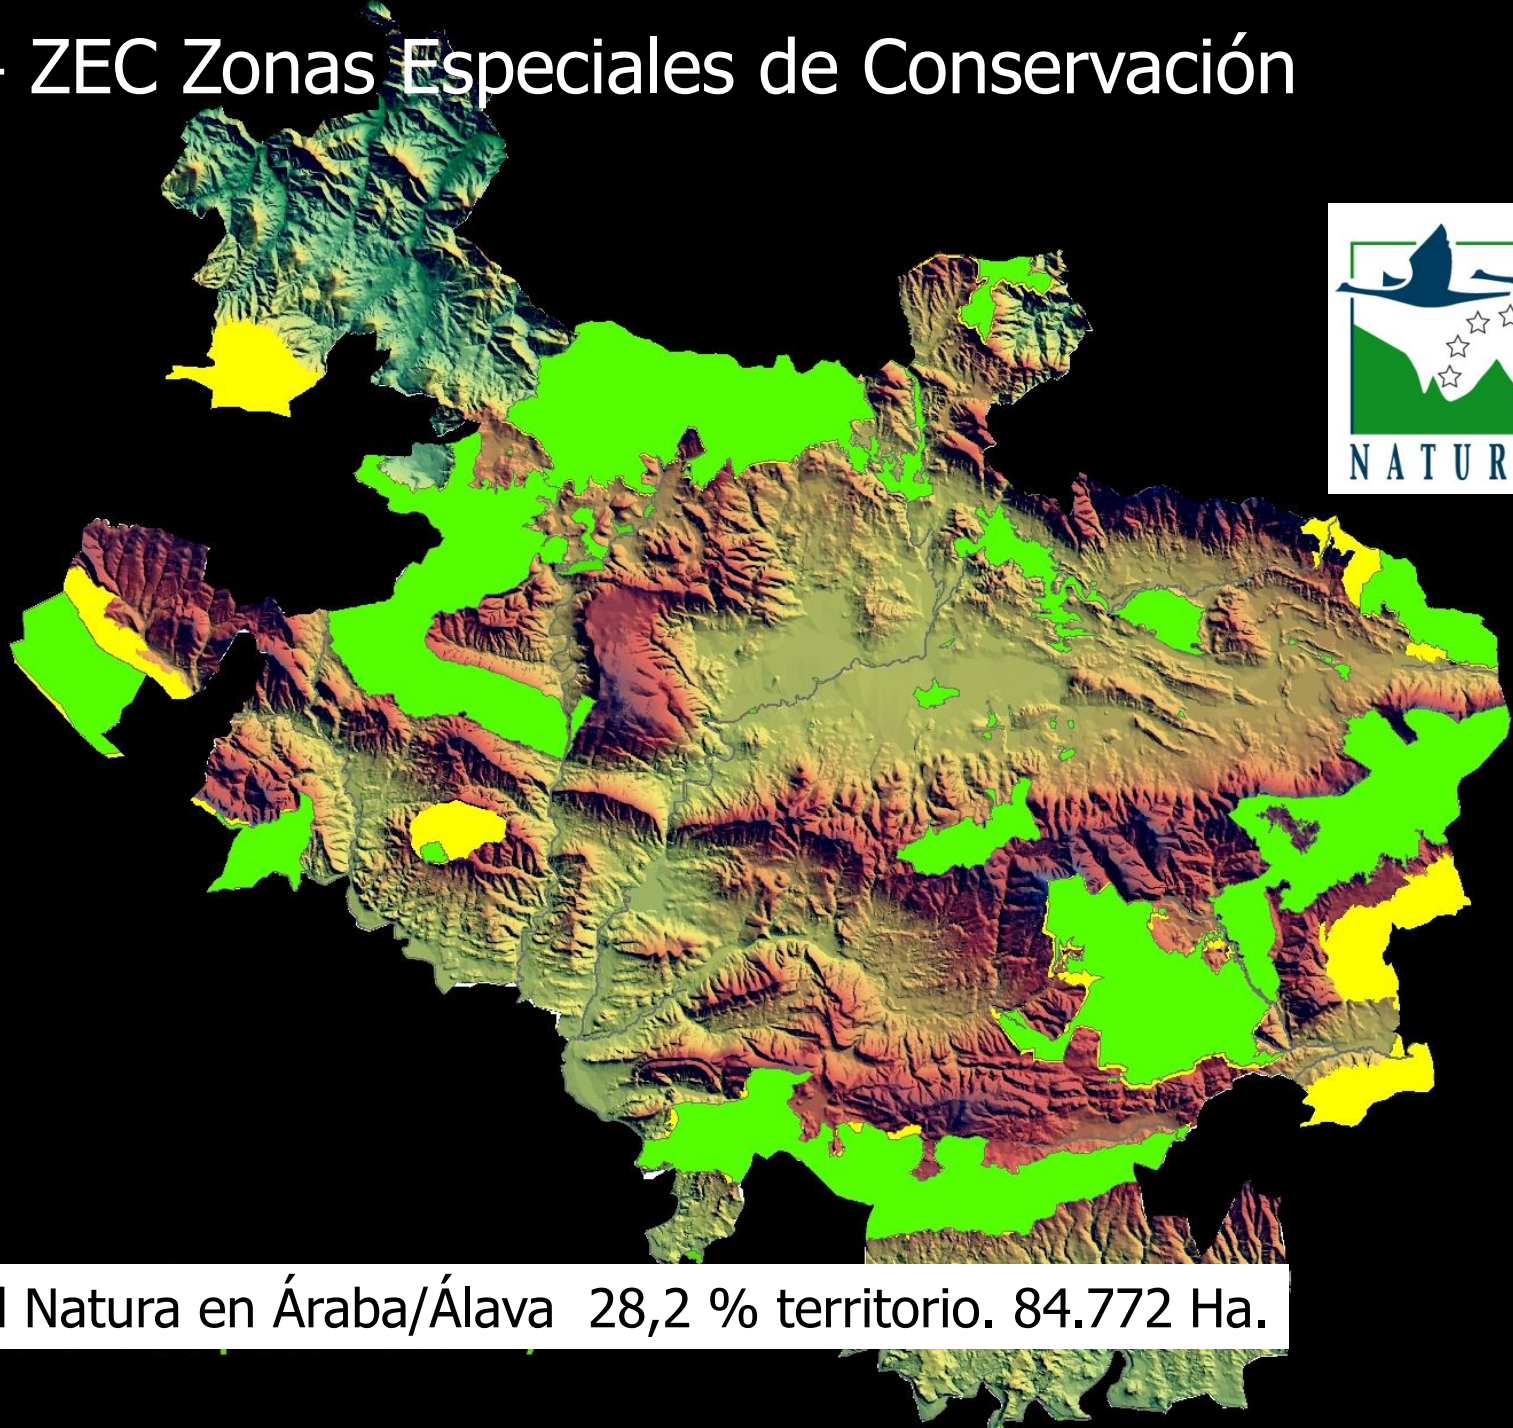 - ZEC Zonas Especiales de Conservación
NATUR
Natura en Áraba/Álava 28,2 % territorio. 84.772 Ha.